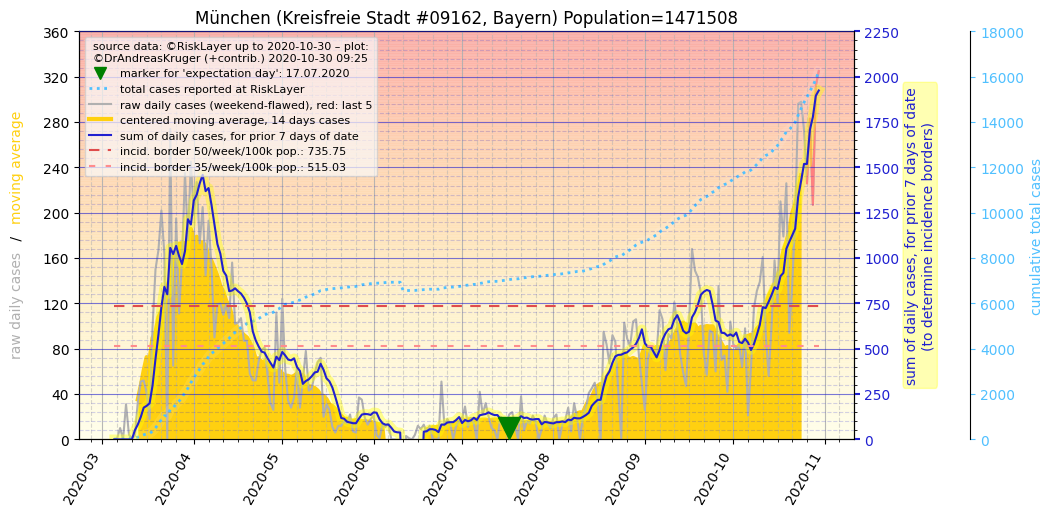 München (Kreisfreie Stadt #09162, Bayern) Population=1471508
source data: ©RiskLayer up to 2020-10-30 – plot:
©DrAndreasKruger (+contrib.) 2020-10-30 09:25
marker for 'expectation day': 17.07.2020
total cases reported at RiskLayer
raw daily cases (weekend-flawed), red: last 5
centered moving average, 14 days cases
sum of daily cases, for prior 7 days of date
incid. border 50/week/100k pop.: 735.75
incid. border 35/week/100k pop.: 515.03
raw daily cases / moving average
360
320
280
240
200
160
120
80
40
0
2020-03
2020-04
2020-05
2020-06
2020-07
2020-08
2020-09
2020-10
2020-11
2250
2000
1750
1500
1250
1000
750
500
250
0
sum of daily cases, for prior 7 days of date
(to determine incidence borders)
18000
16000
14000
12000
10000
8000
6000
4000
2000
0
cumulative total cases